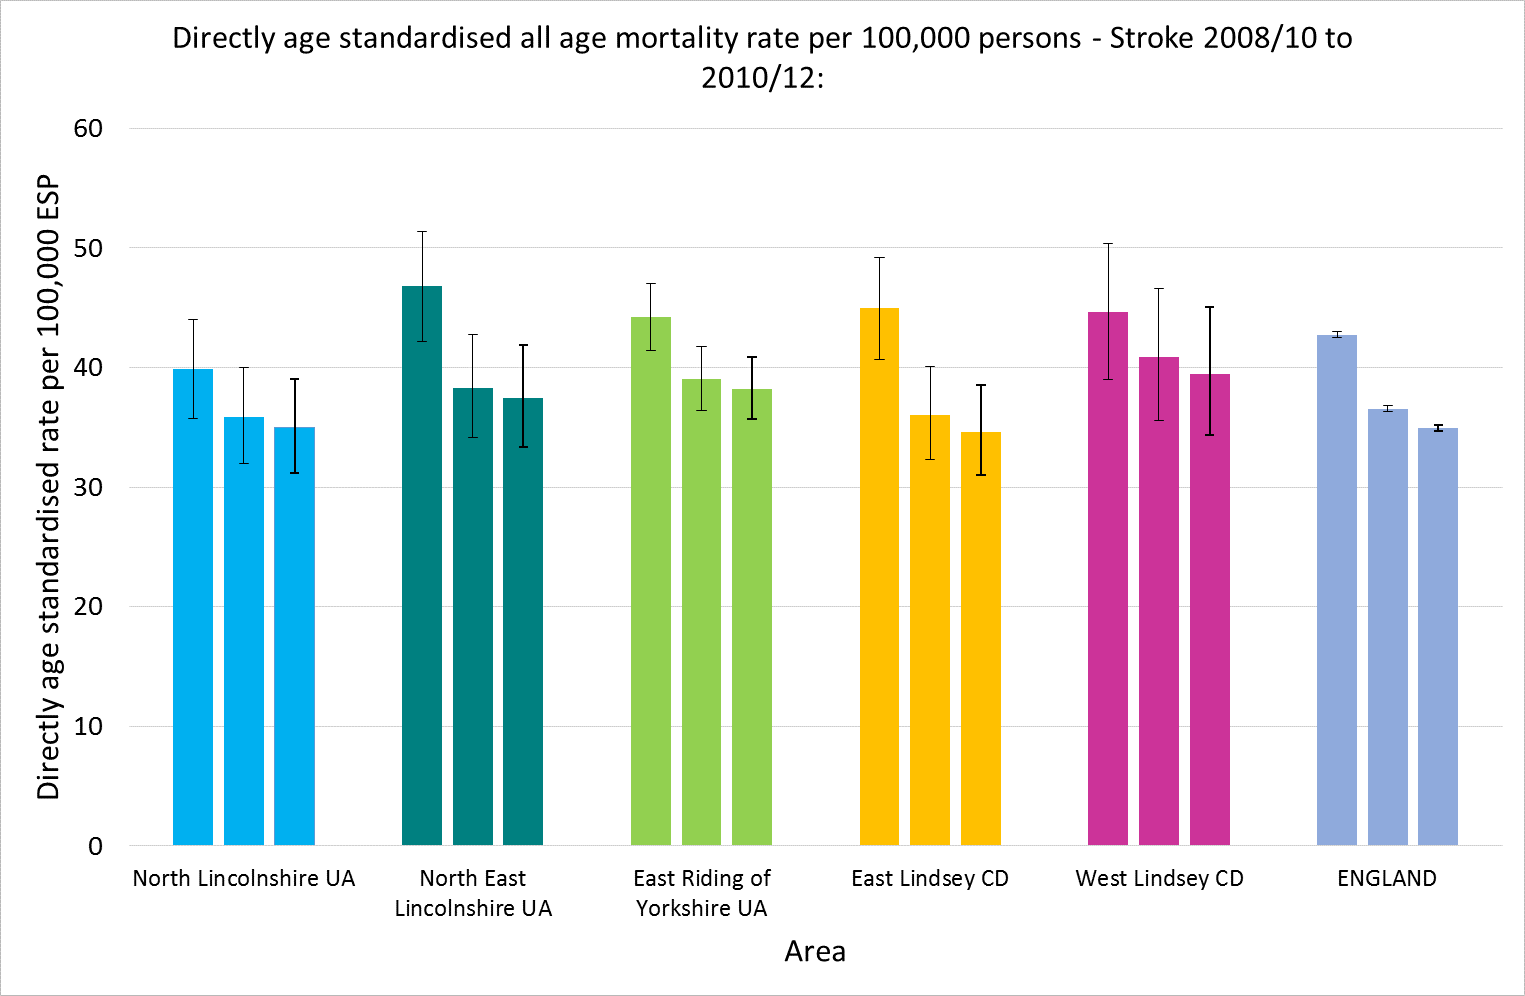 Directly age standardised all age mortality rate per 100,000 persons - Stroke 2008/10 to
2010/12:
Directly age standardised rate per 100,000 ESP
60
50
40
30
20
10
0
North Lincolnshire UA
North East
Lincolnshire UA
East Riding of
Yorkshire UA
East Lindsey CD
West Lindsey CD
ENGLAND
Area